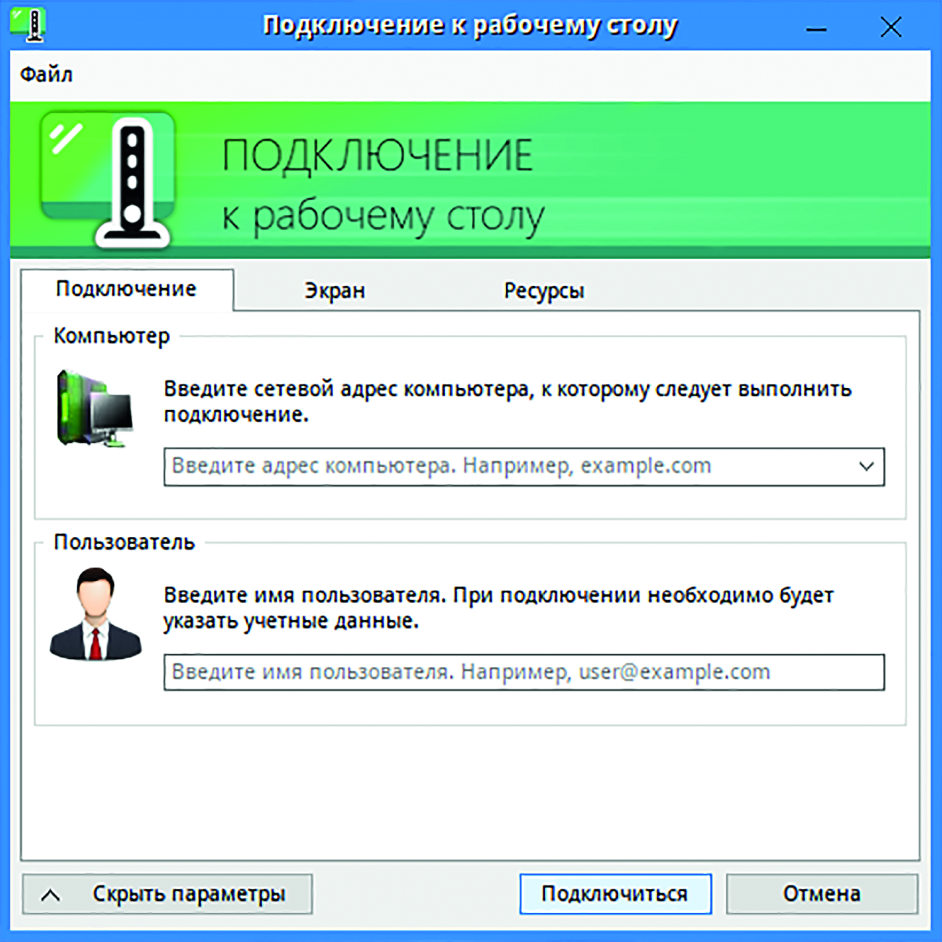 Подключение к рабочему столу
Файл
ПОДКЛЮЧЕНИЕ
к рабочему столу
Подключение
Экран
Ресурсы
Компьютер
Введите сетевой адрес компьютера, к которому следует выполнить
подключение.
Введите адрес компьютера. Например, example.com
Пользователь
Введите имя пользователя. При подключении необходимо будет
указать учетные данные.
Введите имя пользователя. Например, user@example.com
Скрыть параметры
Подключиться
Отмена